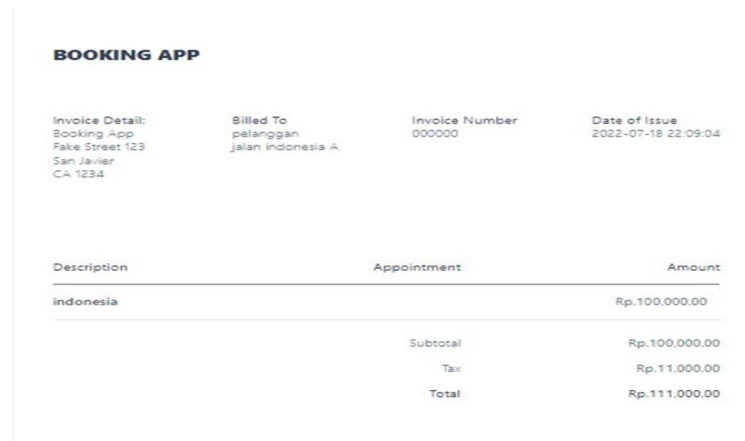 BOOKING APP
Invoice Detail:
Booking App
Fake Street 123
San Javier
CA 1234
Billed To
pelanggan
jalan indonesia A
Invoice Number
000000
Date of Issue
2022-07-18 22:09:04
Description Appointment Amount
indonesia Rp.100,000.00
Subtotal Rp.100,000.00
Tax Rp.11,000.00
Total Rp.111,000.00